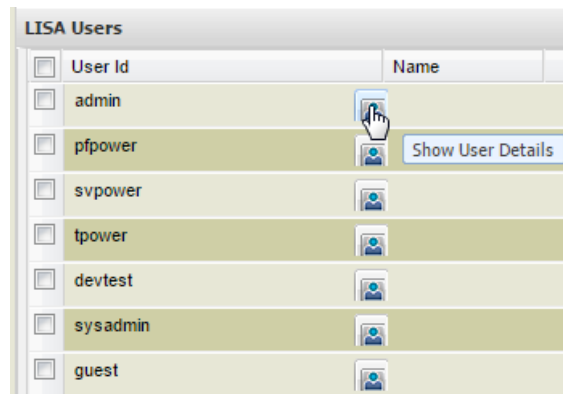 LISA Users
User Id Name
admin
pfpower Show User Details
svpower
tpower
devtest
sysadmin
guest